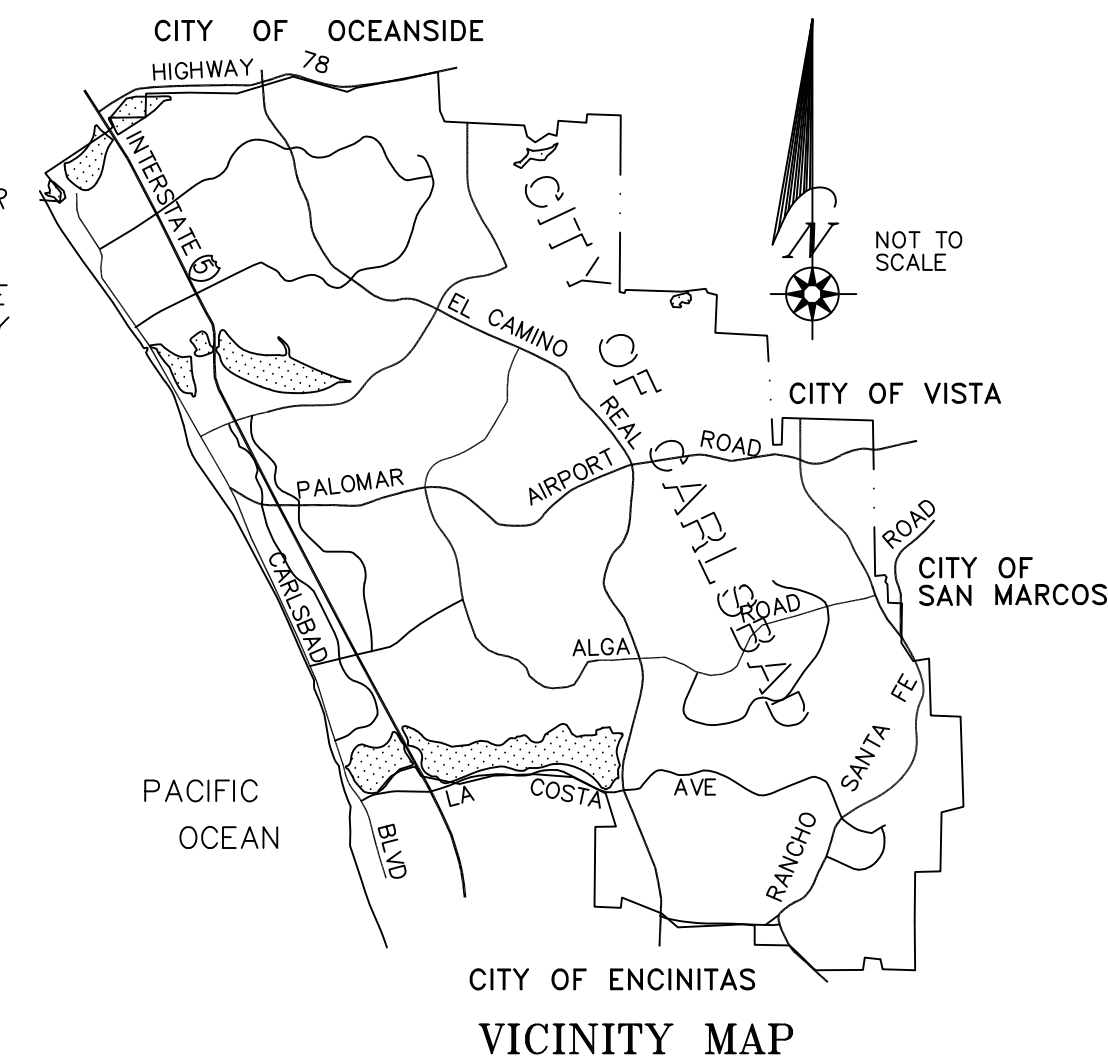 CITY OF OCEANSIDE
HIGHWAY 78
INTERSTATE 5
CITY OF CARLSBAD
N
NOT TO
SCALE
EL CAMINO REAL
CITY OF VISTA
PALOMAR AIRPORT ROAD
ROAD
CITY OF
SAN MARCOS
CARLSBAD BLVD
ALGA ROAD
RANCHO SANTA FE
LA COSTA AVE
PACIFIC
OCEAN
CITY OF ENCINITAS
VICINITY MAP